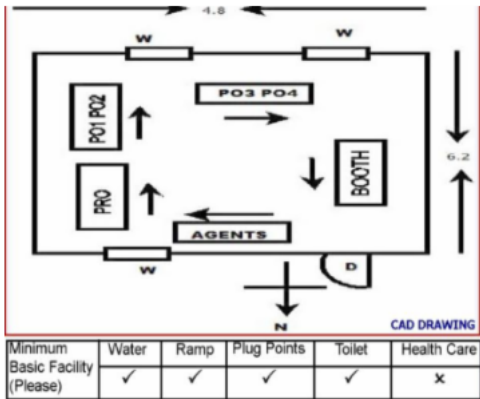 4.8
W
W
PO3 PO4
PO1 PO2
6.2
BOOTH
PRO
AGENTS
W
D
N
CAD DRAWING
Minimum Basic Facility (Please) Water Ramp Plug Points Toilet Health Care
✓ ✓ ✓ ✓ x